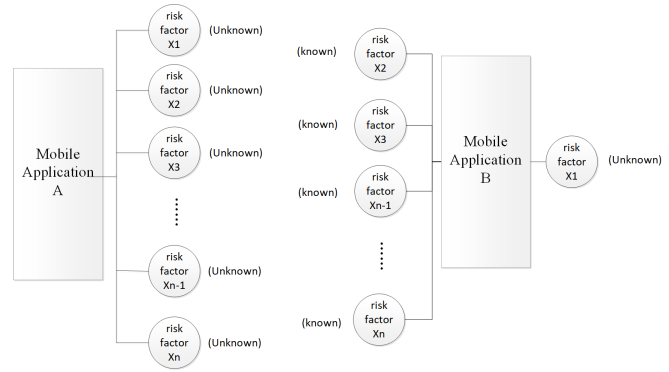 risk
factor
X1
(Unknown)
risk
factor
X2
(Unknown)
risk
factor
X3
(Unknown)
risk
factor
Xn-1
(Unknown)
risk
factor
Xn
(Unknown)
Mobile
Application
A
(known)
risk
factor
X2
(known)
risk
factor
X3
(known)
risk
factor
Xn-1
(known)
risk
factor
Xn
Mobile
Application
B
risk
factor
X1
(Unknown)